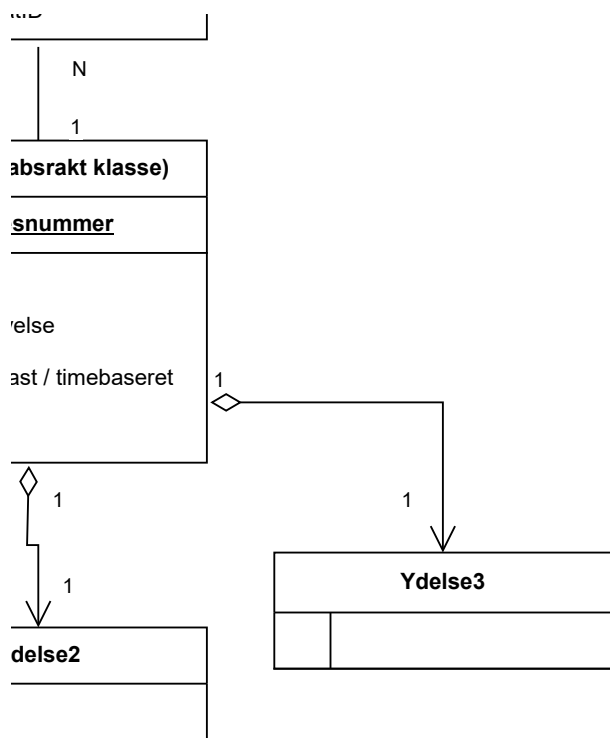 N
1
absrakt klasse)
snummer
velse
ast / timebaseret
1
1
1
1
Ydelse3
delse2